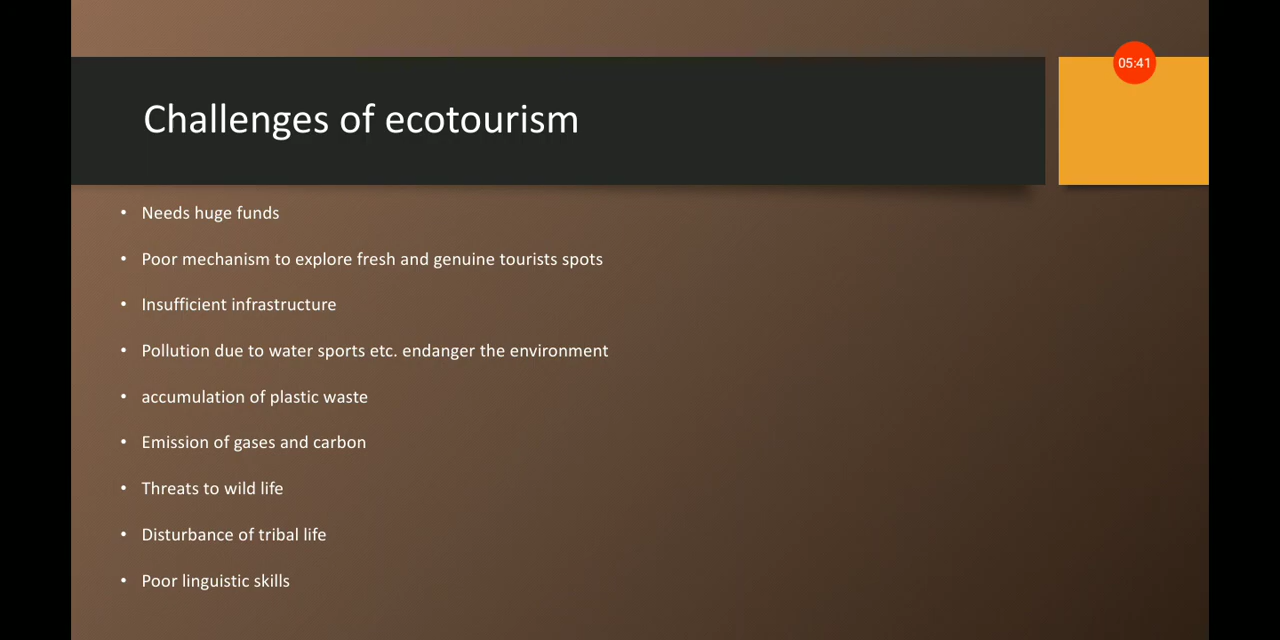 Challenges of ecotourism
05:41
• Needs huge funds
• Poor mechanism to explore fresh and genuine tourists spots
• Insufficient infrastructure
• Pollution due to water sports etc. endanger the environment
• accumulation of plastic waste
• Emission of gases and carbon
• Threats to wild life
• Disturbance of tribal life
• Poor linguistic skills